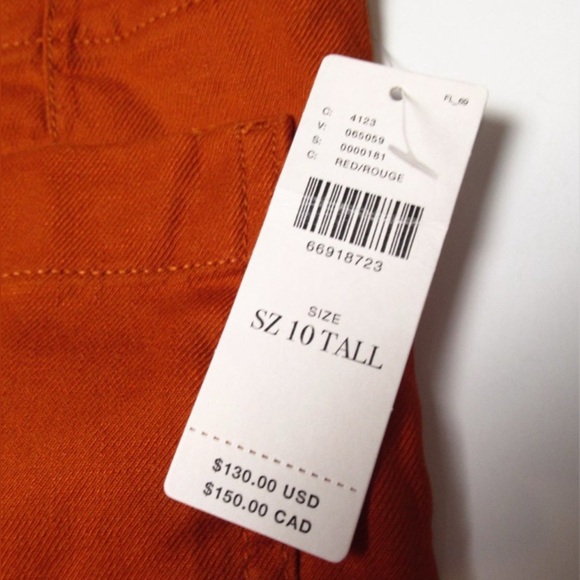 FL_69
C: 4123
V: 065059
S: 0000181
C: RED/ROUGE
66918723
SIZE
SZ 10 TALL
$130.00 USD
$150.00 CAD